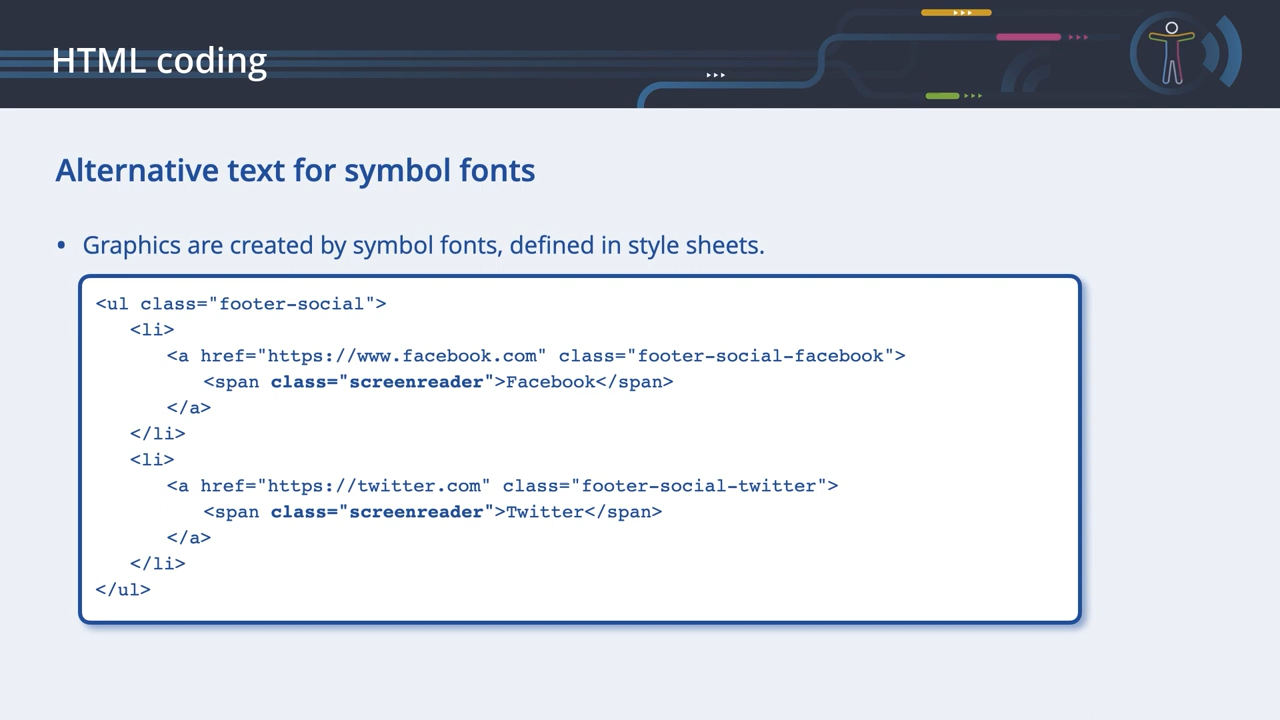 HTML coding
Alternative text for symbol fonts
• Graphics are created by symbol fonts, defined in style sheets.
<ul class="footer-social">
<li>
<a href="https://www.facebook.com" class="footer-social-facebook">
<span class="screenreader">Facebook</span>
</a>
</li>
<li>
<a href="https://twitter.com" class="footer-social-twitter">
<span class="screenreader">Twitter</span>
</a>
</li>
</ul>